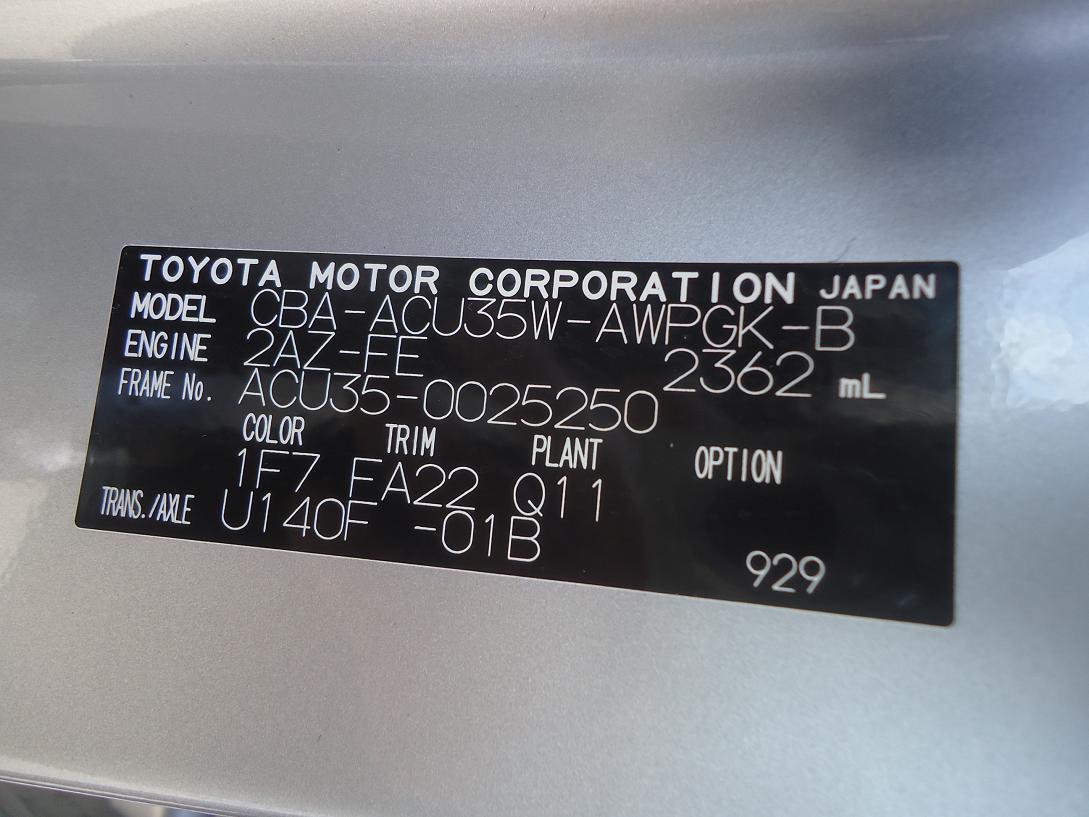 TOYOTA MOTOR CORPORATION JAPAN
MODEL CBA-ACU35W-AWPGK-B
ENGINE 2AZ-FE 2362 mL
FRAME No. ACU35-0025250
COLOR TRIM PLANT OPTION
1F7 FA22 Q11
TRANS./AXLE U140F -01B
929